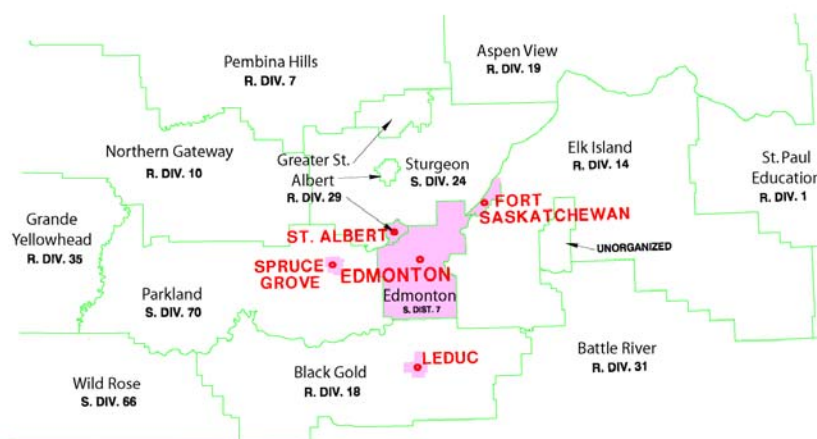 Aspen View
R. DIV. 19
Pembina Hills
R. DIV. 7
Northern Gateway
R. DIV. 10
Greater St.
Albert
R. DIV. 29
Sturgeon
S. DIV. 24
Elk Island
R. DIV. 14
St. Paul
Education
R. DIV. 1
FORT
SASKATCHEWAN
Grande
Yellowhead
R. DIV. 35
ST. ALBERT
UNORGANIZED
SPRUCE
GROVE
EDMONTON
Edmonton
S. DIST. 7
Parkland
S. DIV. 70
LEDUC
Battle River
R. DIV. 31
Black Gold
R. DIV. 18
Wild Rose
S. DIV. 66